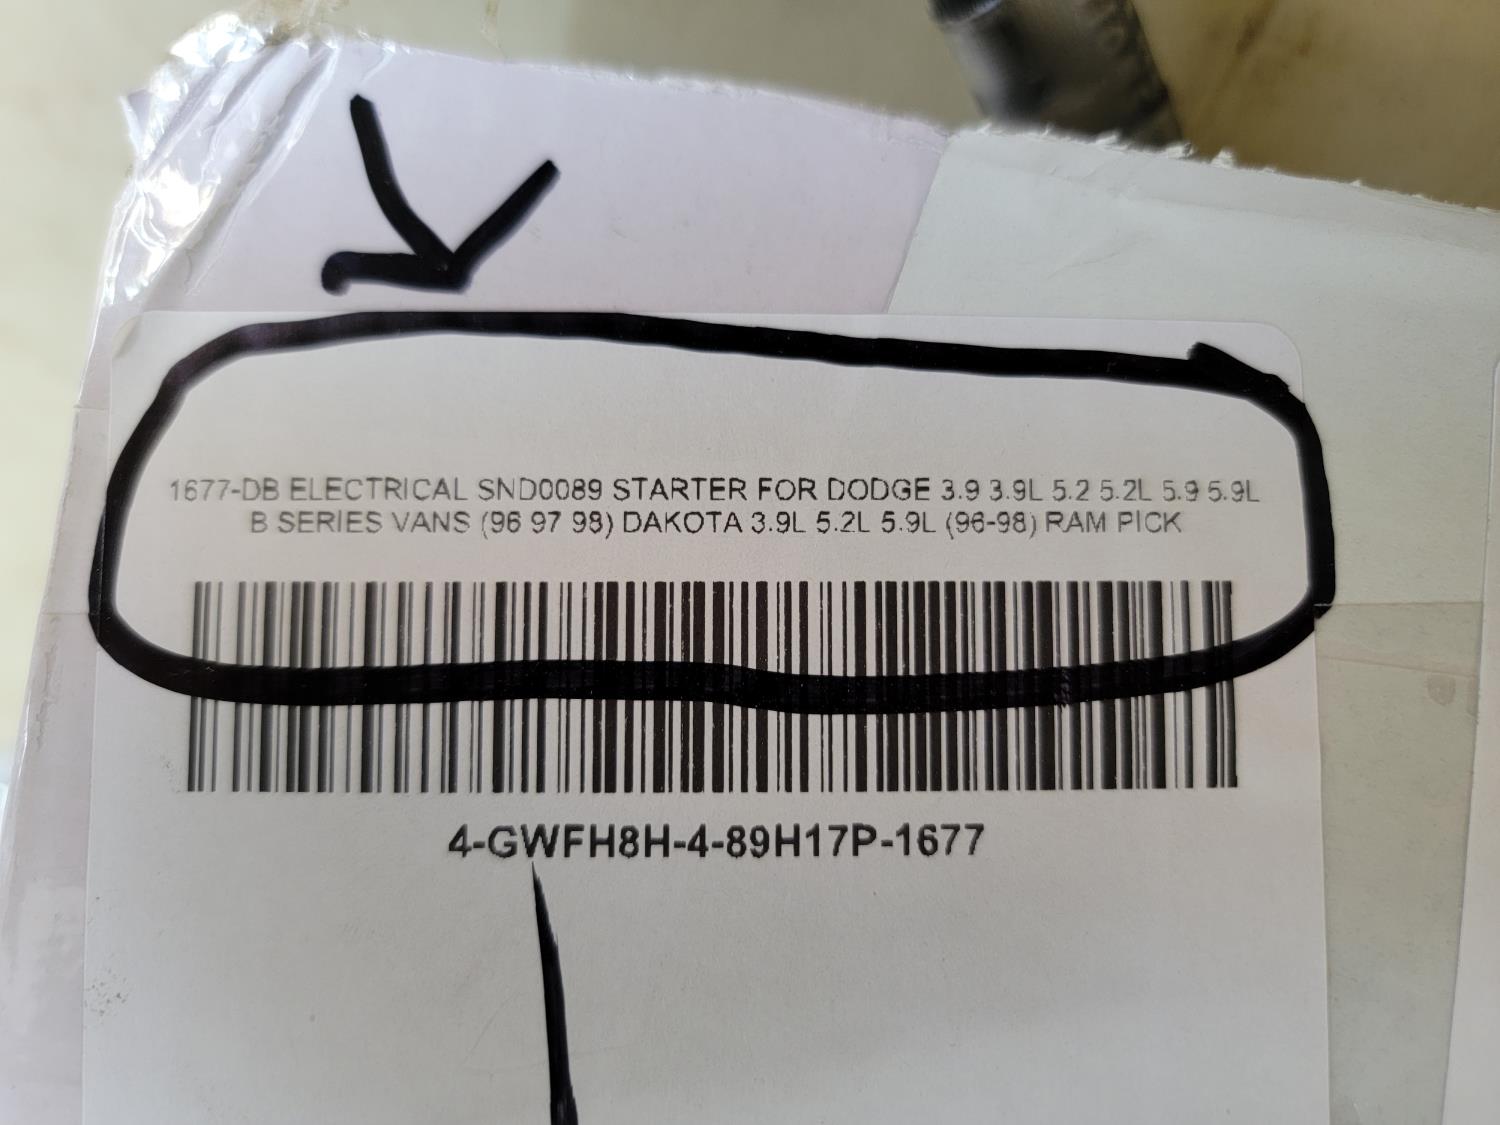 1677-DB ELECTRICAL SND0089 STARTER FOR DODGE 3.9 3.9L 5.2 5.2L 5.9 5.9L
B SERIES VANS (96 97 98) DAKOTA 3.9L 5.2L 5.9L (96-98) RAM PICK
4-GWFH8H-4-89H17P-1677